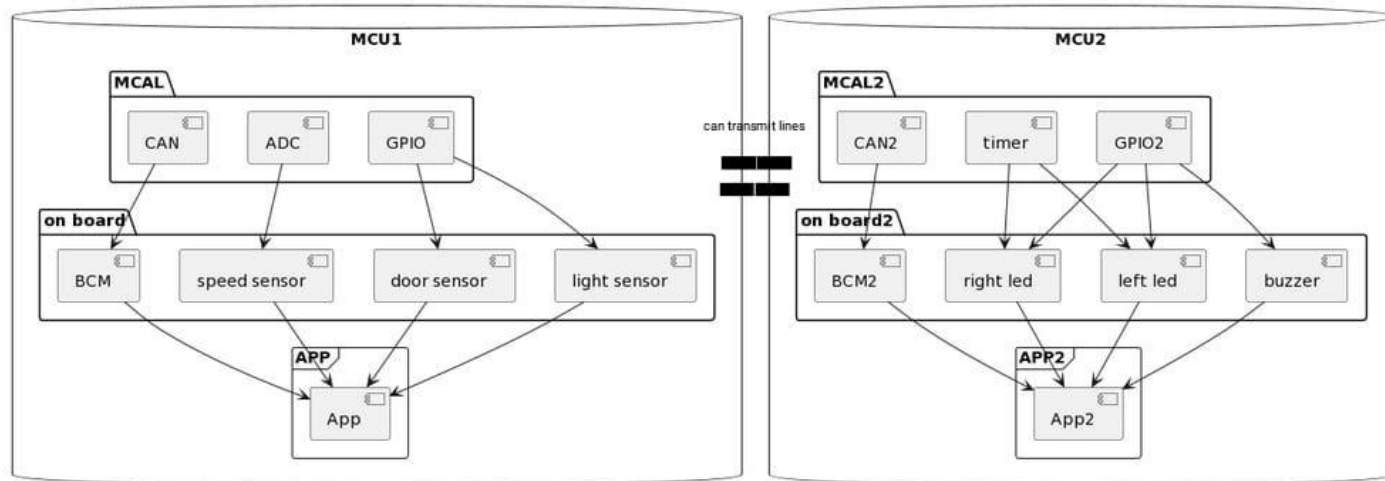 MCU1
MCAL
CAN
ADC
GPIO
on board
BCM
speed sensor
door sensor
light sensor
APP
App
can transmit lines
MCU2
MCAL2
CAN2
timer
GPIO2
on board2
BCM2
right led
left led
buzzer
APP2
App2